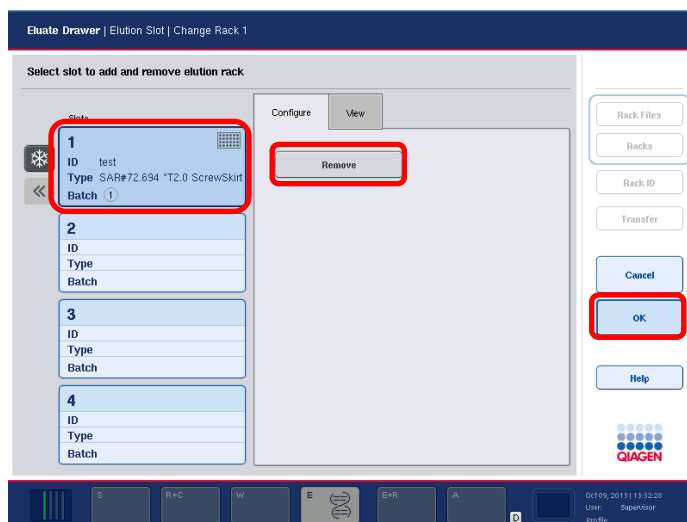 Eluate Drawer | Elution Slot | Change Rack 1
Select slot to add and remove elution rack
Slots
1
ID test
Type SAR#72.694 "T2.0 ScrewSkirt
Batch 1
2
ID
Type
Batch
3
ID
Type
Batch
4
ID
Type
Batch
Configure View
Remove
Rack Files
Racks
Rack ID
Transfer
Cancel
OK
Help
QIAGEN
S R+C W E E+R A
D
Oct 09, 2013 | 13:32:28
User: Supervisor
Profile: